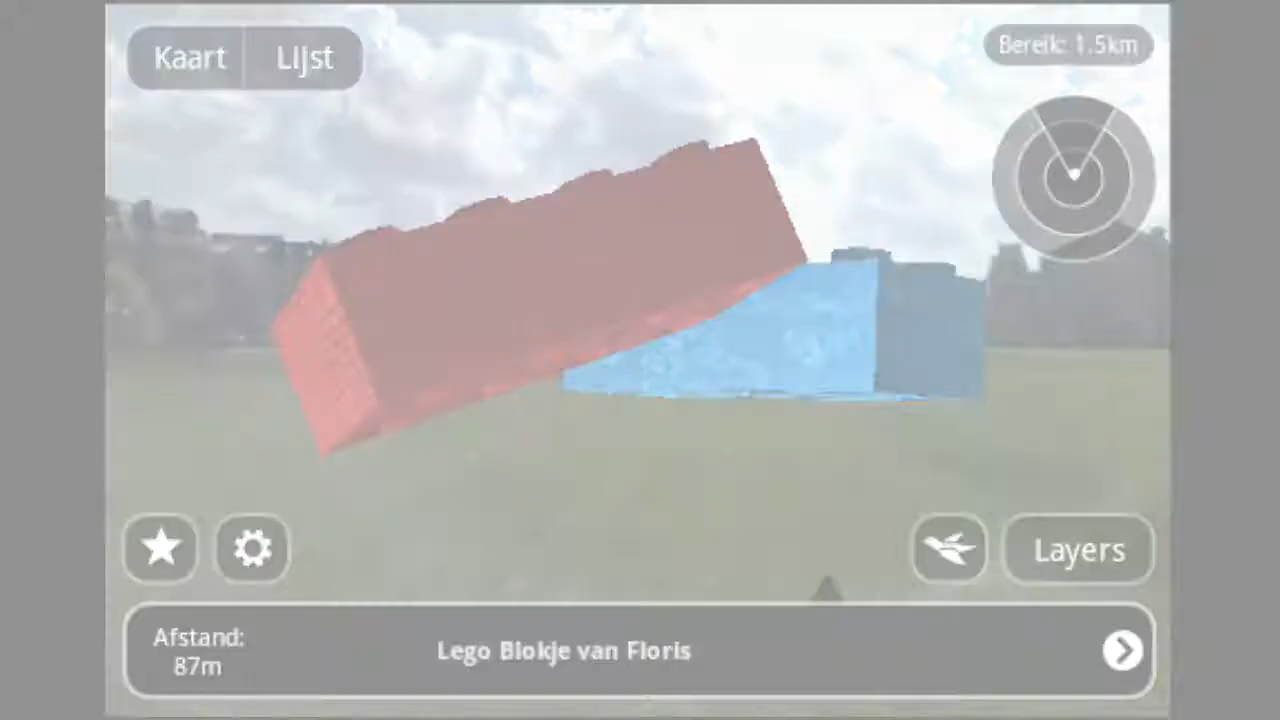 Kaart
Lijst
Bereik: 1.5km
Layers
Afstand:
87m
Lego Blokje van Floris